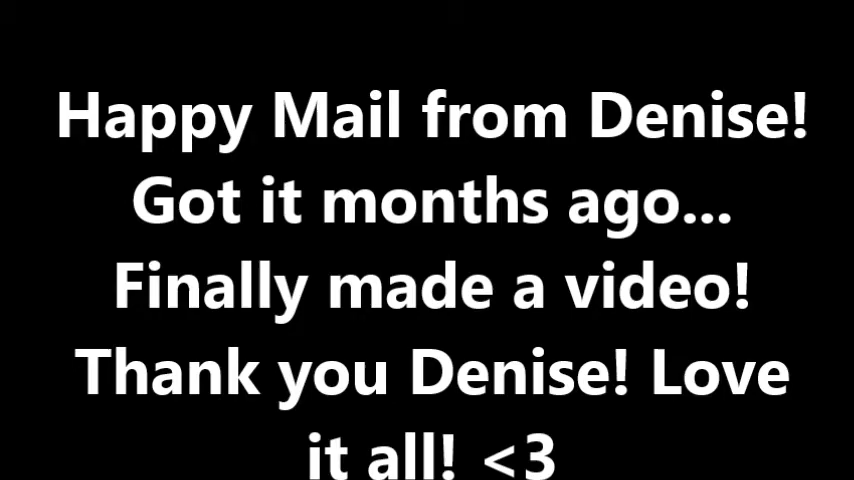 Happy Mail from Denise!
Got it months ago...
Finally made a video!
Thank you Denise! Love
it all! <3